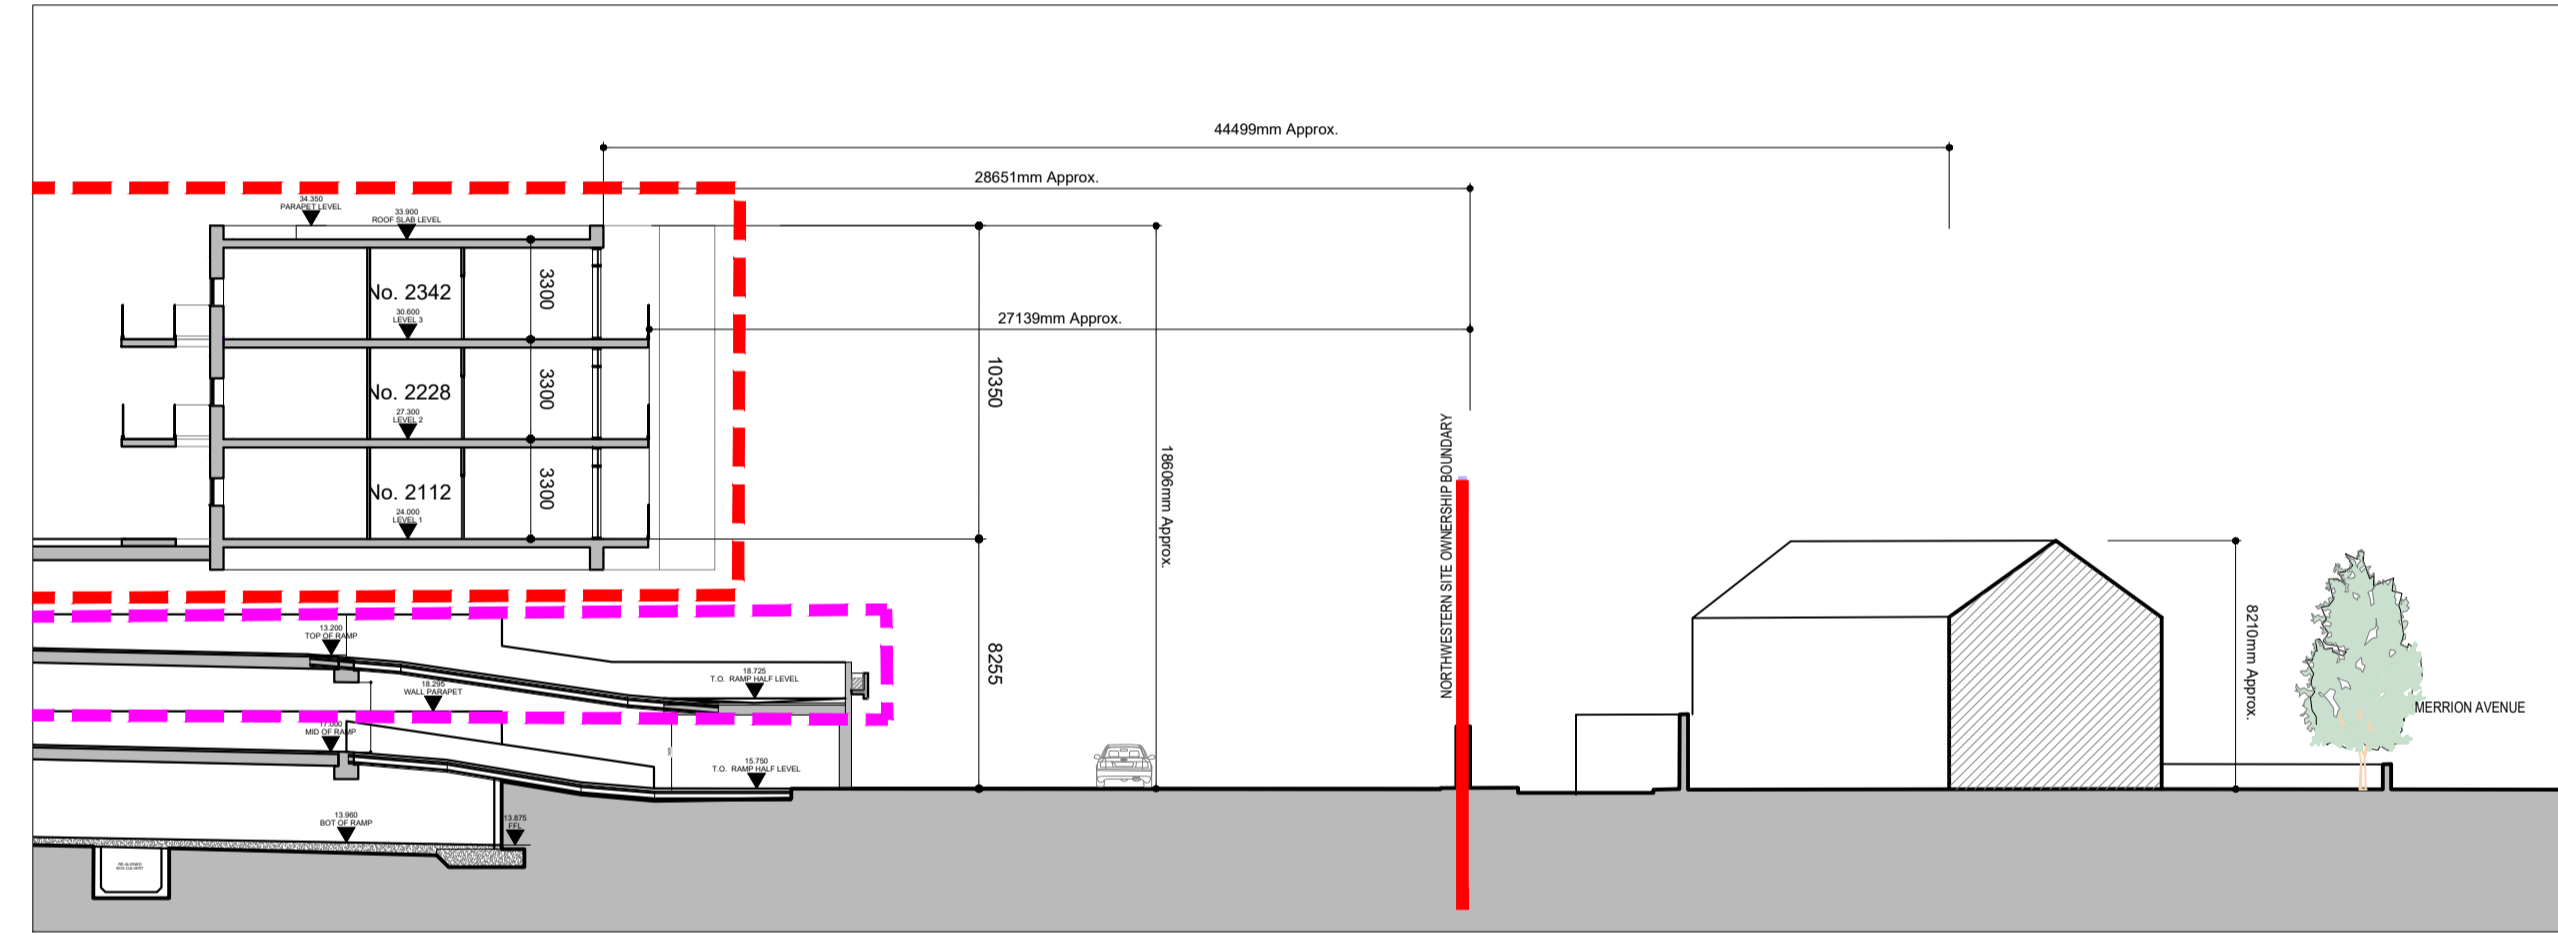 44499mm Approx.
28651mm Approx.
34.350
PARAPET LEVEL
33.900
ROOF SLAB LEVEL
No. 2342
3300
30.600
LEVEL 3
27139mm Approx.
10350
No. 2228
3300
27.300
LEVEL 2
No. 2112
3300
24.000
LEVEL 1
18606mm Approx.
NORTHWESTERN SITE OWNERSHIP BOUNDARY
8255
8210mm Approx.
MERRION AVENUE
13.200
TOP OF RAMP
18.295
WALL PARAPET
18.725
T.O. RAMP HALF LEVEL
17.000
MID OF RAMP
15.750
T.O. RAMP HALF LEVEL
13.960
BOT OF RAMP
13.875
FFL
BOX CULVERT